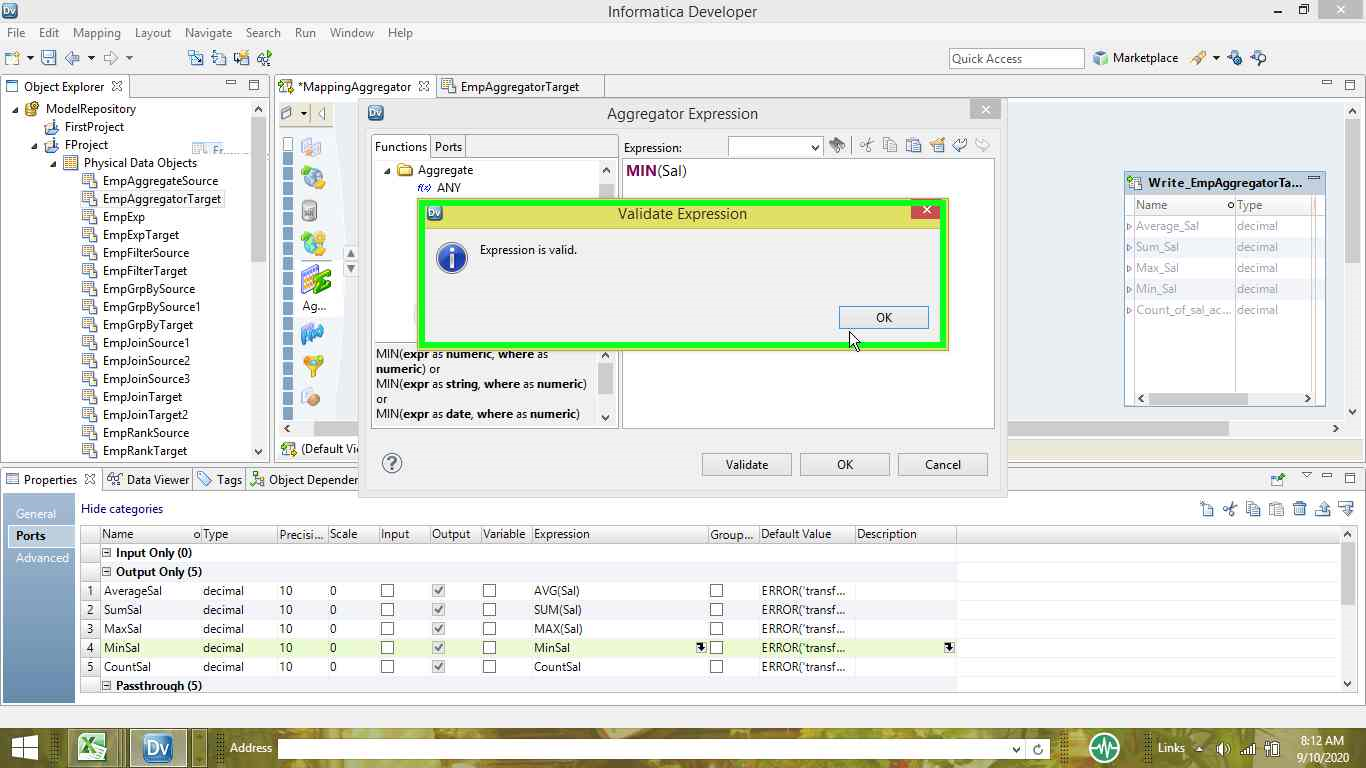 Informatica Developer
File Edit Mapping Layout Navigate Search Run Window Help
Quick Access
Marketplace
Object Explorer
*MappingAggregator
EmpAggregatorTarget
ModelRepository
FirstProject
FProject
Physical Data Objects
EmpAggregateSource
EmpAggregatorTarget
EmpExp
EmpExpTarget
EmpFilterSource
EmpFilterTarget
EmpGrpBySource
EmpGrpBySource1
EmpGrpByTarget
EmpJoinSource1
EmpJoinSource2
EmpJoinSource3
EmpJoinTarget
EmpJoinTarget2
EmpRankSource
EmpRankTarget
Ag...
(Default Vi
Aggregator Expression
Functions Ports
Expression:
Aggregate
f(x) ANY
MIN(Sal)
Validate Expression
Expression is valid.
OK
MIN(expr as numeric, where as
numeric) or
MIN(expr as string, where as numeric)
or
MIN(expr as date, where as numeric)
Validate OK Cancel
Write_EmpAggregatorTa...
Name Type
Average_Sal decimal
Sum_Sal decimal
Max_Sal decimal
Min_Sal decimal
Count_of_sal_ac... decimal
Properties Data Viewer Tags Object Depender
General
Ports
Advanced
Hide categories
Name Type Precisi... Scale Input Output Variable Expression Group... Default Value Description
Input Only (0)
Output Only (5)
1 AverageSal decimal 10 0 AVG(Sal) ERROR('transf...
2 SumSal decimal 10 0 SUM(Sal) ERROR('transf...
3 MaxSal decimal 10 0 MAX(Sal) ERROR('transf...
4 MinSal decimal 10 0 MinSal ERROR('transf...
5 CountSal decimal 10 0 CountSal ERROR('transf...
Passthrough (5)
Address
Links
8:12 AM
9/10/2020